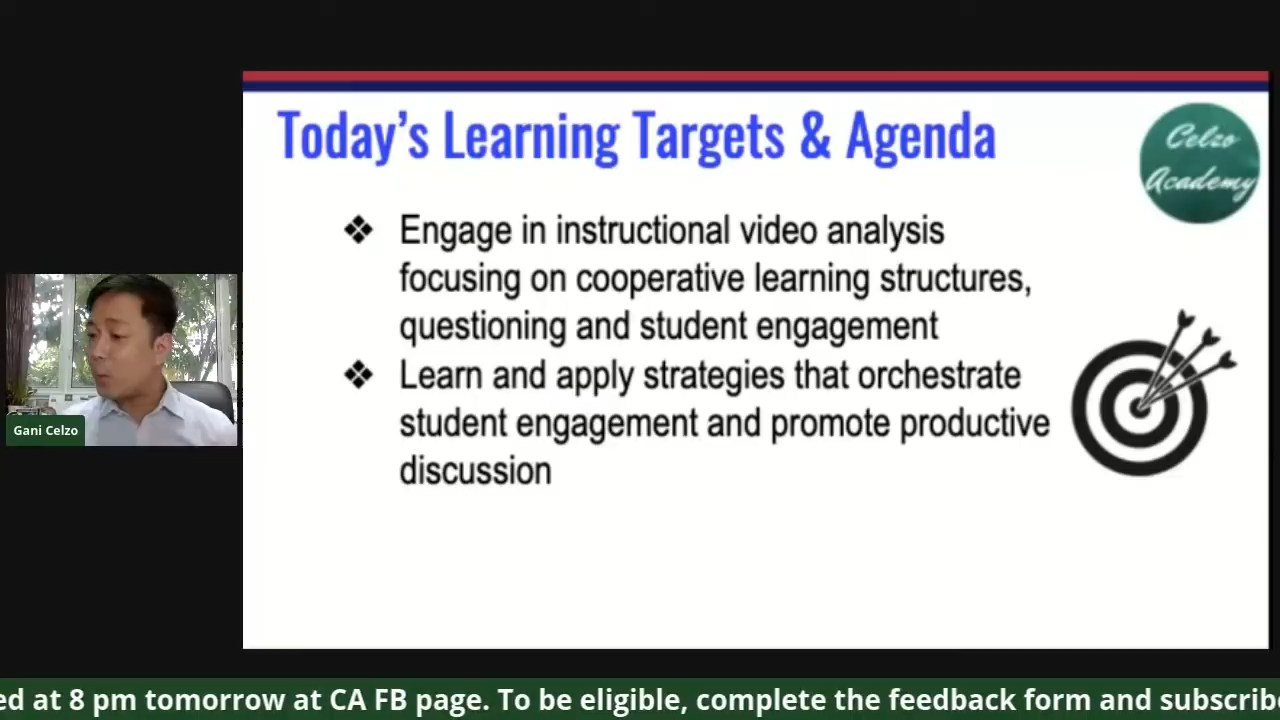 Today's Learning Targets & Agenda
Celzo
Academy
❖ Engage in instructional video analysis
focusing on cooperative learning structures,
questioning and student engagement
❖ Learn and apply strategies that orchestrate
student engagement and promote productive
discussion
Gani Celzo
at 8 pm tomorrow at CA FB page. To be eligible, complete the feedback form and